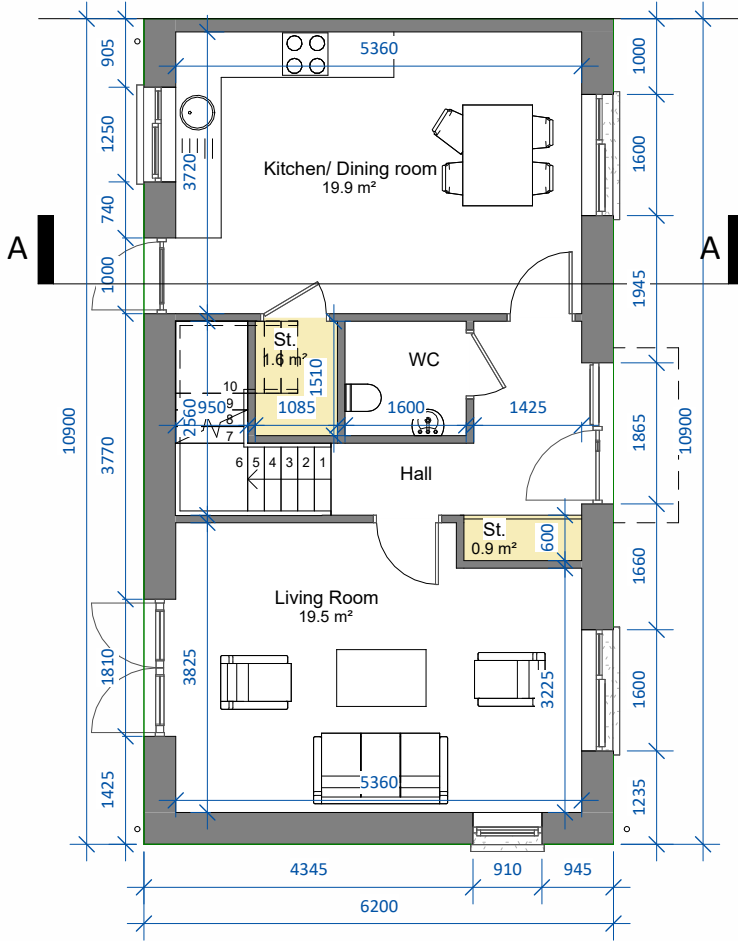 905
5360
1000
1250
1600
3720
Kitchen/ Dining room
19.9 m²
740
A
A
1000
1945
St.
1.6 m²
WC
1510
10
9
8
7
2560
950
1085
1600
1425
10900
3770
1865
10900
6 5 4 3 2 1
Hall
St.
0.9 m²
600
1660
Living Room
19.5 m²
1810
3825
3225
1600
5360
1425
1235
4345
910
945
6200